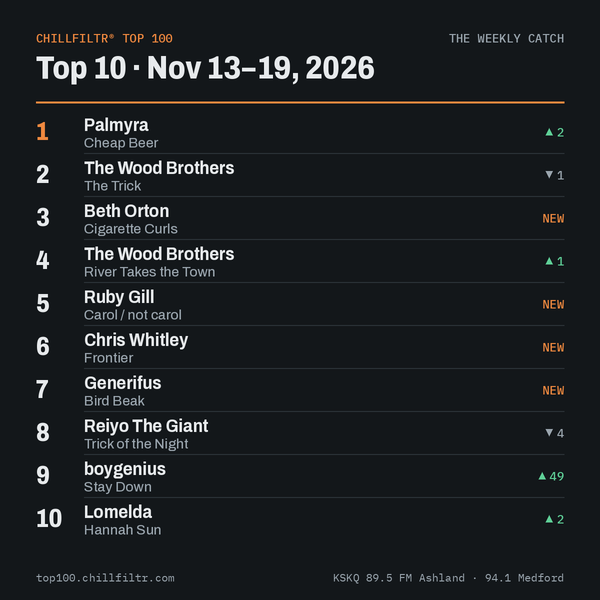 CHILLFILTR® TOP 100
THE WEEKLY CATCH
Top 10 · Nov 13–19, 2026
1
Palmyra
Cheap Beer
▲ 2
2
The Wood Brothers
The Trick
▼ 1
3
Beth Orton
Cigarette Curls
NEW
4
The Wood Brothers
River Takes the Town
▲ 1
5
Ruby Gill
Carol / not carol
NEW
6
Chris Whitley
Frontier
NEW
7
Generifus
Bird Beak
NEW
8
Reiyo The Giant
Trick of the Night
▼ 4
9
boygenius
Stay Down
▲ 49
10
Lomelda
Hannah Sun
▲ 2
top100.chillfiltr.com
KSKQ 89.5 FM Ashland · 94.1 Medford